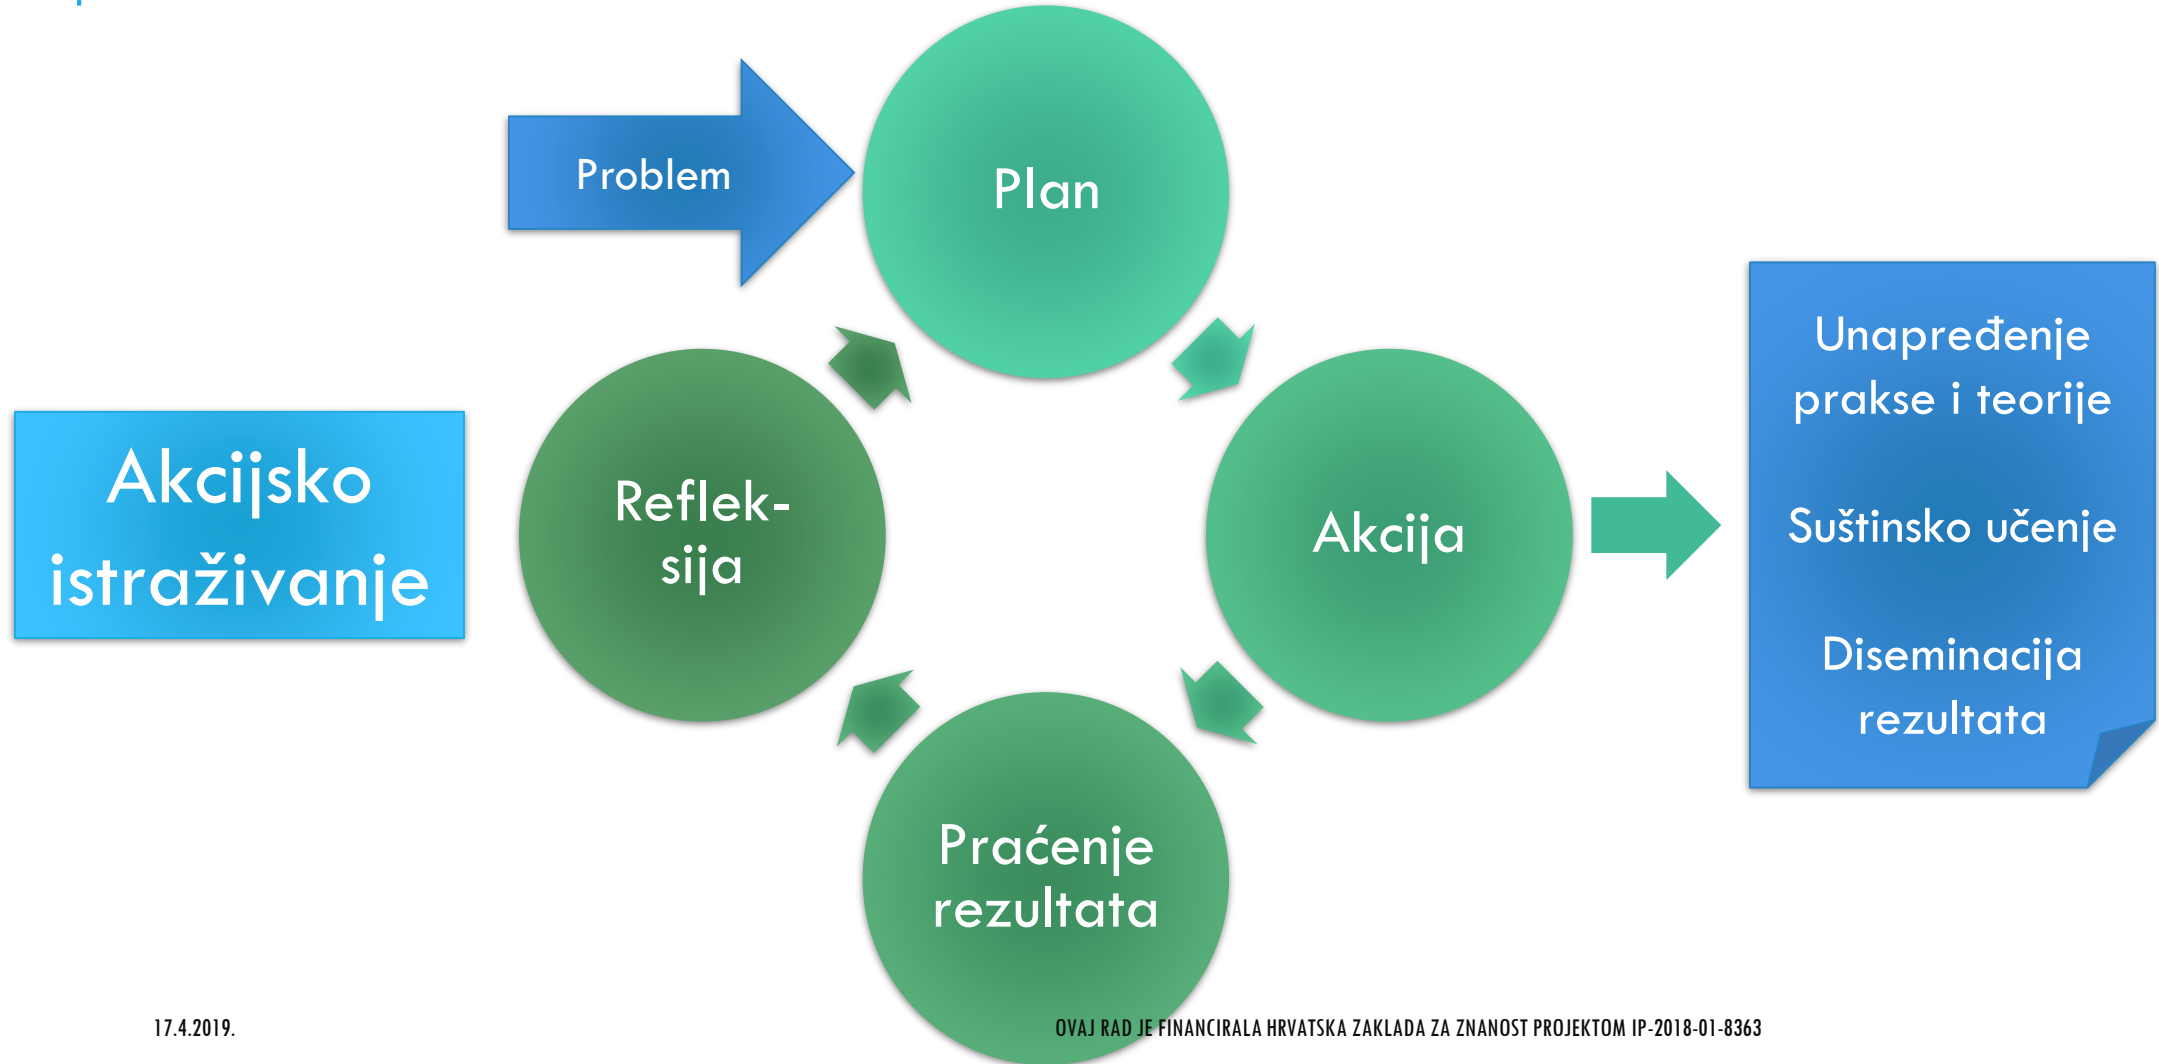 Problem
Plan
Akcijsko
istraživanje
Reflek-
sija
Akcija
Unapređenje
prakse i teorije
Suštinsko učenje
Diseminacija
rezultata
Praćenje
rezultata
17.4.2019.
OVAJ RAD JE FINANCIRALA HRVATSKA ZAKLADA ZA ZNANOST PROJEKTOM IP-2018-01-8363